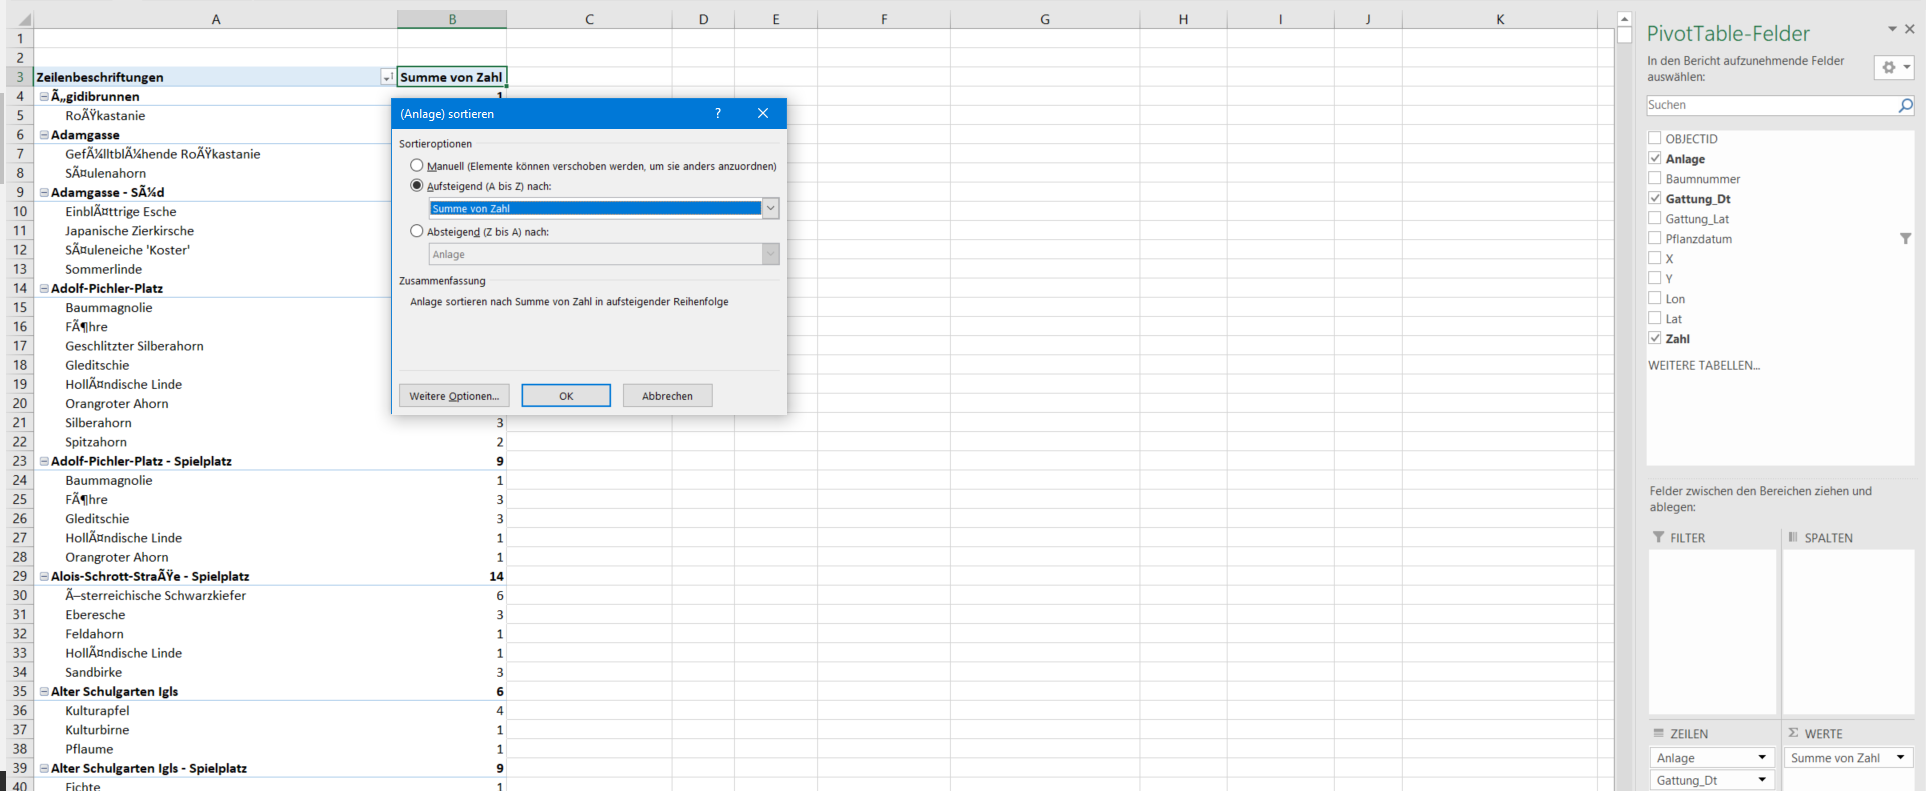 A B C D E F G H I J K
1
2
3 Zeilenbeschriftungen Summe von Zahl
4 Ã„gidibrunnen 1
5 RoÃŸkastanie
6 Adamgasse
7 GefÃ¼lltblÃ¼hende RoÃŸkastanie
8 SÃ¤ulenahorn
9 Adamgasse - SÃ¼d
10 EinblÃ¤ttrige Esche
11 Japanische Zierkirsche
12 SÃ¤uleneiche 'Koster'
13 Sommerlinde
14 Adolf-Pichler-Platz
15 Baummagnolie
16 FÃ¶hre
17 Geschlitzter Silberahorn
18 Gleditschie
19 HollÃ¤ndische Linde
20 Orangroter Ahorn
21 Silberahorn 3
22 Spitzahorn 2
23 Adolf-Pichler-Platz - Spielplatz 9
24 Baummagnolie 1
25 FÃ¶hre 3
26 Gleditschie 3
27 HollÃ¤ndische Linde 1
28 Orangroter Ahorn 1
29 Alois-Schrott-StraÃŸe - Spielplatz 14
30 Ã–sterreichische Schwarzkiefer 6
31 Eberesche 3
32 Feldahorn 1
33 HollÃ¤ndische Linde 1
34 Sandbirke 3
35 Alter Schulgarten Igls 6
36 Kulturapfel 4
37 Kulturbirne 1
38 Pflaume 1
39 Alter Schulgarten Igls - Spielplatz 9
40 Fichte 1
(Anlage) sortieren ?
Sortieroptionen
Manuell (Elemente können verschoben werden, um sie anders anzuordnen)
Aufsteigend (A bis Z) nach:
Summe von Zahl
Absteigend (Z bis A) nach:
Anlage
Zusammenfassung
Anlage sortieren nach Summe von Zahl in aufsteigender Reihenfolge
Weitere Optionen... OK Abbrechen
PivotTable-Felder
In den Bericht aufzunehmende Felder
auswählen:
Suchen
OBJECTID
Anlage
Baumnummer
Gattung_Dt
Gattung_Lat
Pflanzdatum
X
Y
Lon
Lat
Zahl
WEITERE TABELLEN...
Felder zwischen den Bereichen ziehen und
ablegen:
FILTER SPALTEN
ZEILEN Σ WERTE
Anlage Summe von Zahl
Gattung_Dt